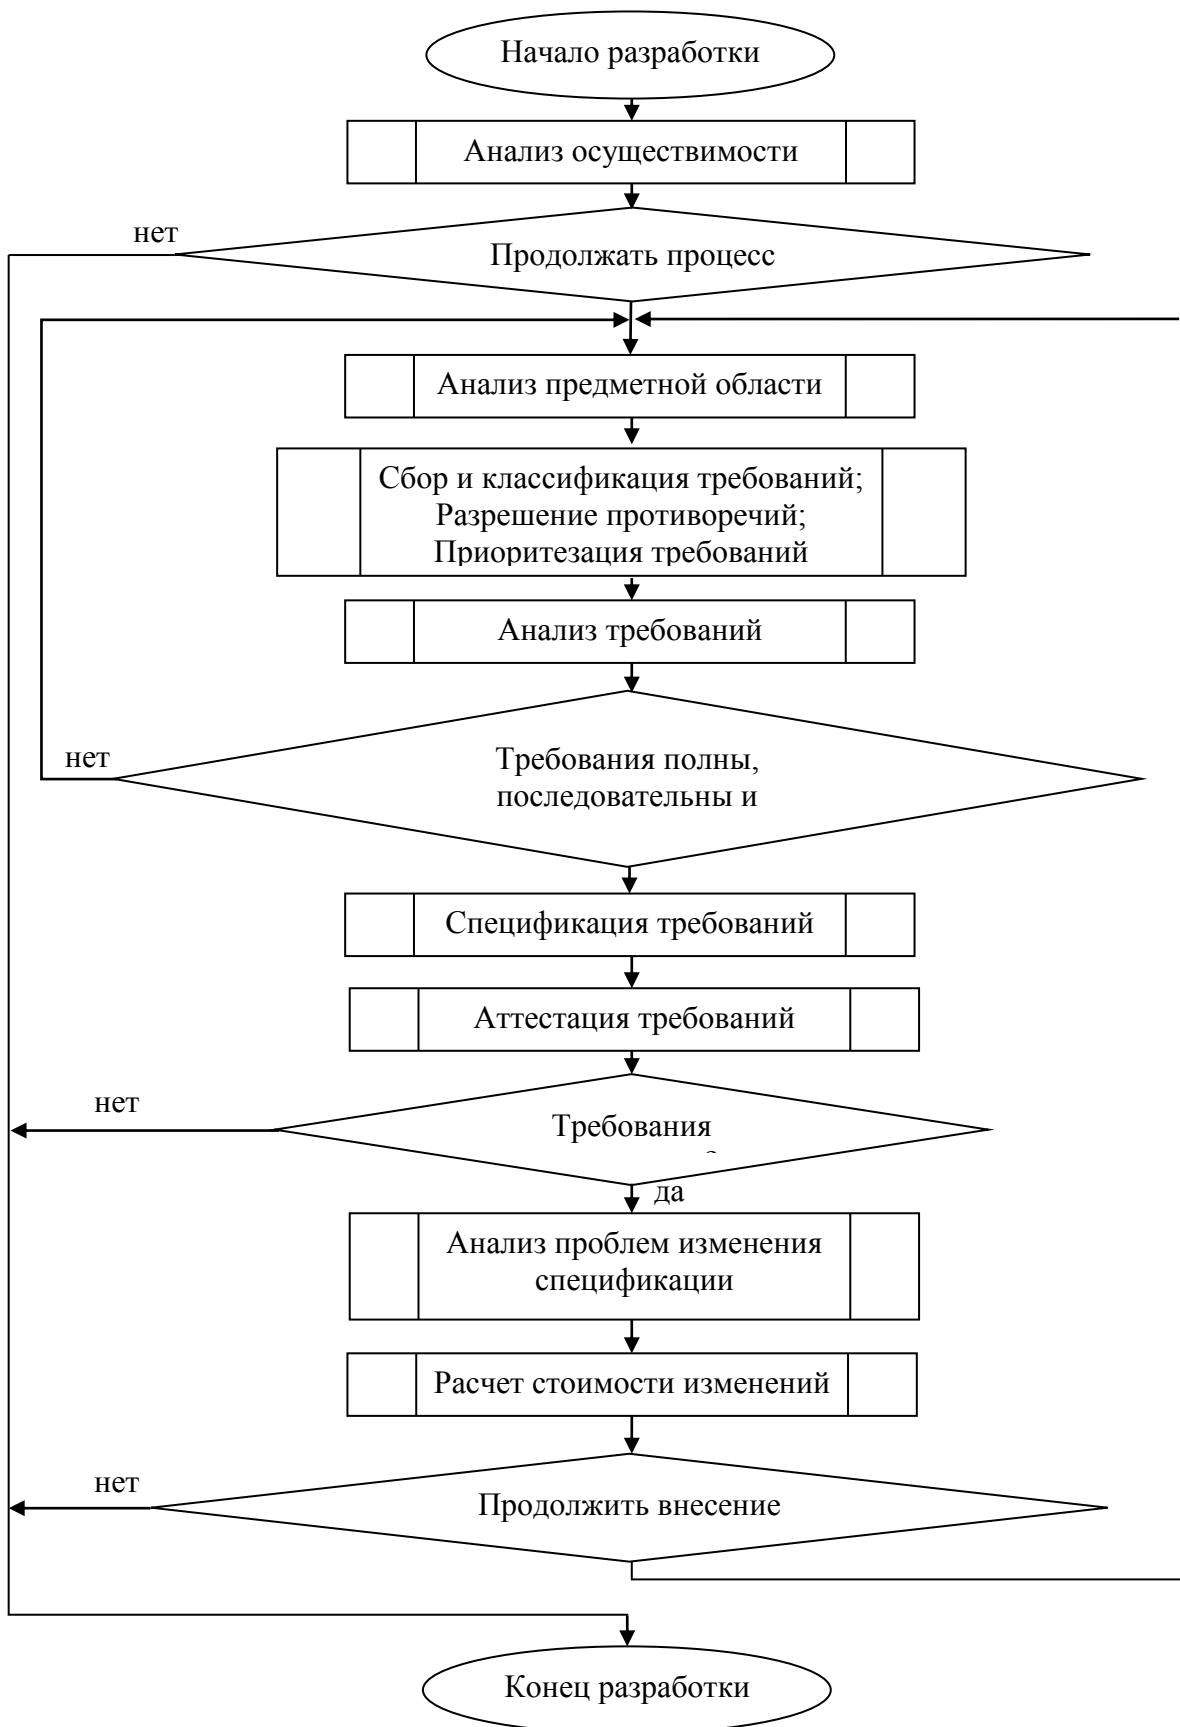 Начало разработки
Анализ осуществимости
нет
Продолжать процесс
Анализ предметной области
Сбор и классификация требований;
Разрешение противоречий;
Приоритезация требований
Анализ требований
нет
Требования полны,
последовательны и
Спецификация требований
Аттестация требований
нет
Требования
да
Анализ проблем изменения
спецификации
Расчет стоимости изменений
нет
Продолжить внесение
Конец разработки